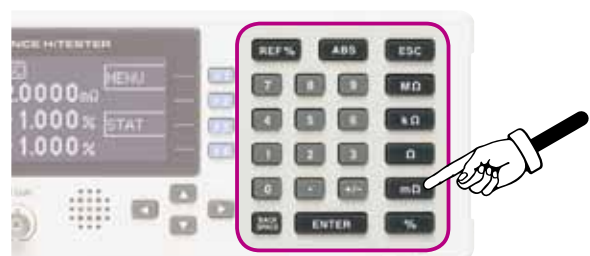 NCE HiTESTER
REF% ABS ESC
MENU
7 8 9 MΩ
.0000mΩ
4 5 6 kΩ
1.000% STAT
1 2 3 Ω
1.000%
0 . +/- mΩ
BACK SPACE ENTER %